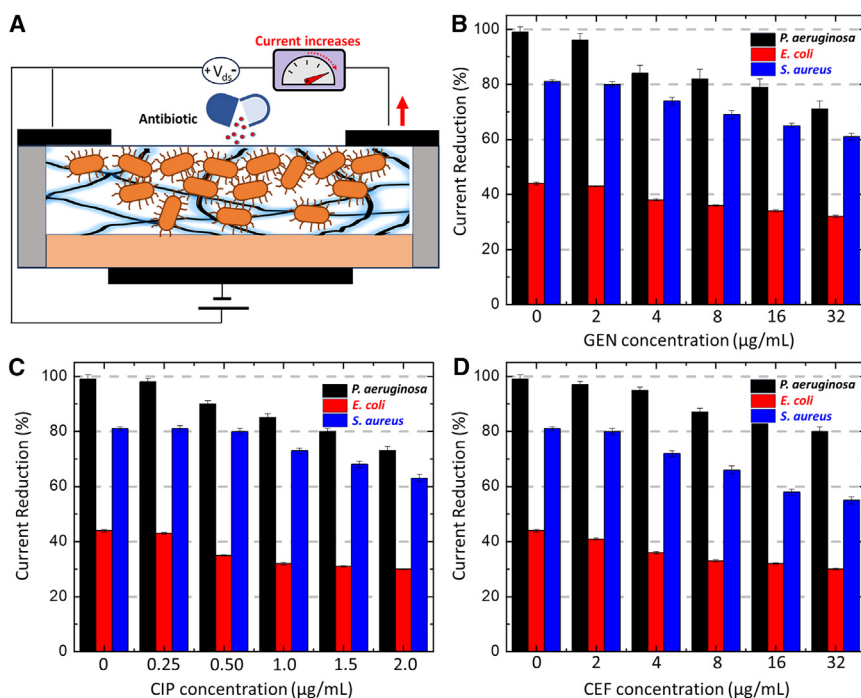 A
+ V ds -
Current increases
Antibiotic
B
Current Reduction (%)
100
80
60
40
20
0
P. aeruginosa
E. coli
S. aureus
0 2 4 8 16 32
GEN concentration (µg/mL)
C
Current Reduction (%)
100
80
60
40
20
0
P. aeruginosa
E. coli
S. aureus
0 0.25 0.50 1.0 1.5 2.0
CIP concentration (µg/mL)
D
Current Reduction (%)
100
80
60
40
20
0
P. aeruginosa
E. coli
S. aureus
0 2 4 8 16 32
CEF concentration (µg/mL)